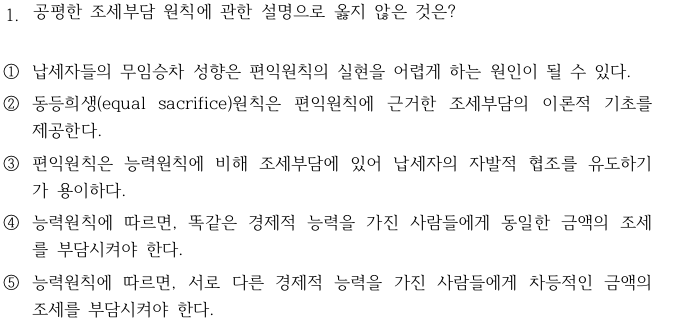 1. 공평한 조세부담 원칙에 관한 설명으로 옳지 않은 것은?
① 납세자들의 무임승차 성향은 편익원칙의 실현을 어렵게 하는 원인이 될 수 있다.
② 동등희생(equal sacrifice)원칙은 편익원칙에 근거한 조세부담의 이론적 기초를
제공한다.
③ 편익원칙은 능력원칙에 비해 조세부담에 있어 납세자의 자발적 협조를 유도하기
가 용이하다.
④ 능력원칙에 따르면, 똑같은 경제적 능력을 가진 사람들에게 동일한 금액의 조세
를 부담시켜야 한다.
⑤ 능력원칙에 따르면, 서로 다른 경제적 능력을 가진 사람들에게 차등적인 금액의
조세를 부담시켜야 한다.